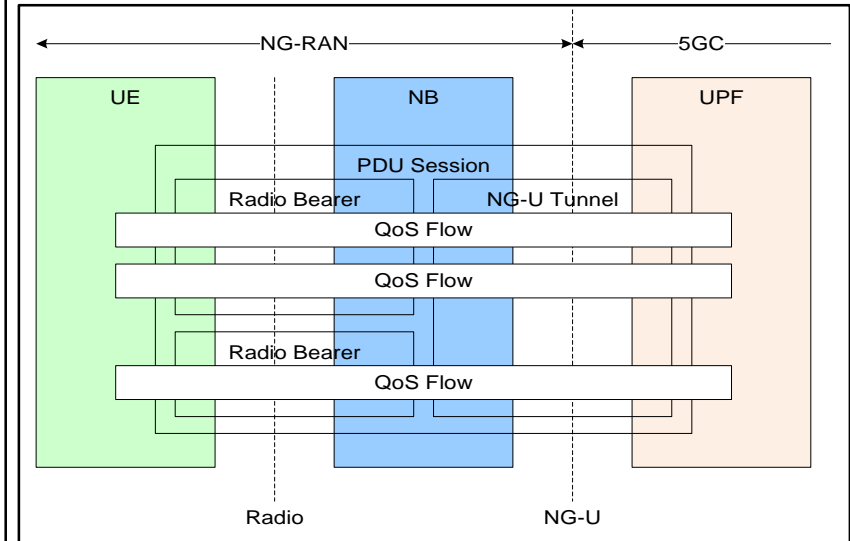 NG-RAN 5GC
UE NB UPF
PDU Session
Radio Bearer NG-U Tunnel
QoS Flow
QoS Flow
Radio Bearer
QoS Flow
Radio NG-U